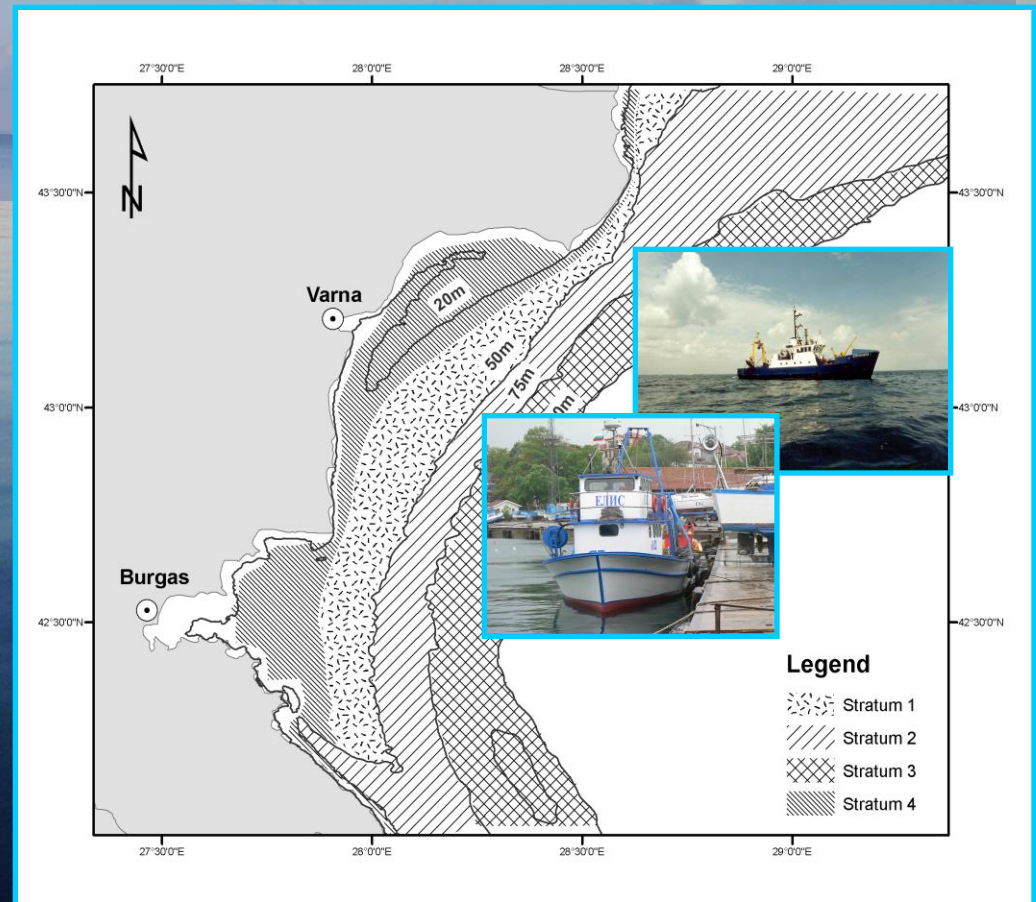 27°30'0"E
28°0'0"E
28°30'0"E
29°0'0"E
43°30'0"N
43°30'0"N
N
Varna
20m
50m
75m
43°0'0"N
43°0'0"N
ЕЛИС
Burgas
42°30'0"N
42°30'0"N
Legend
Stratum 1
Stratum 2
Stratum 3
Stratum 4
27°30'0"E
28°0'0"E
28°30'0"E
29°0'0"E